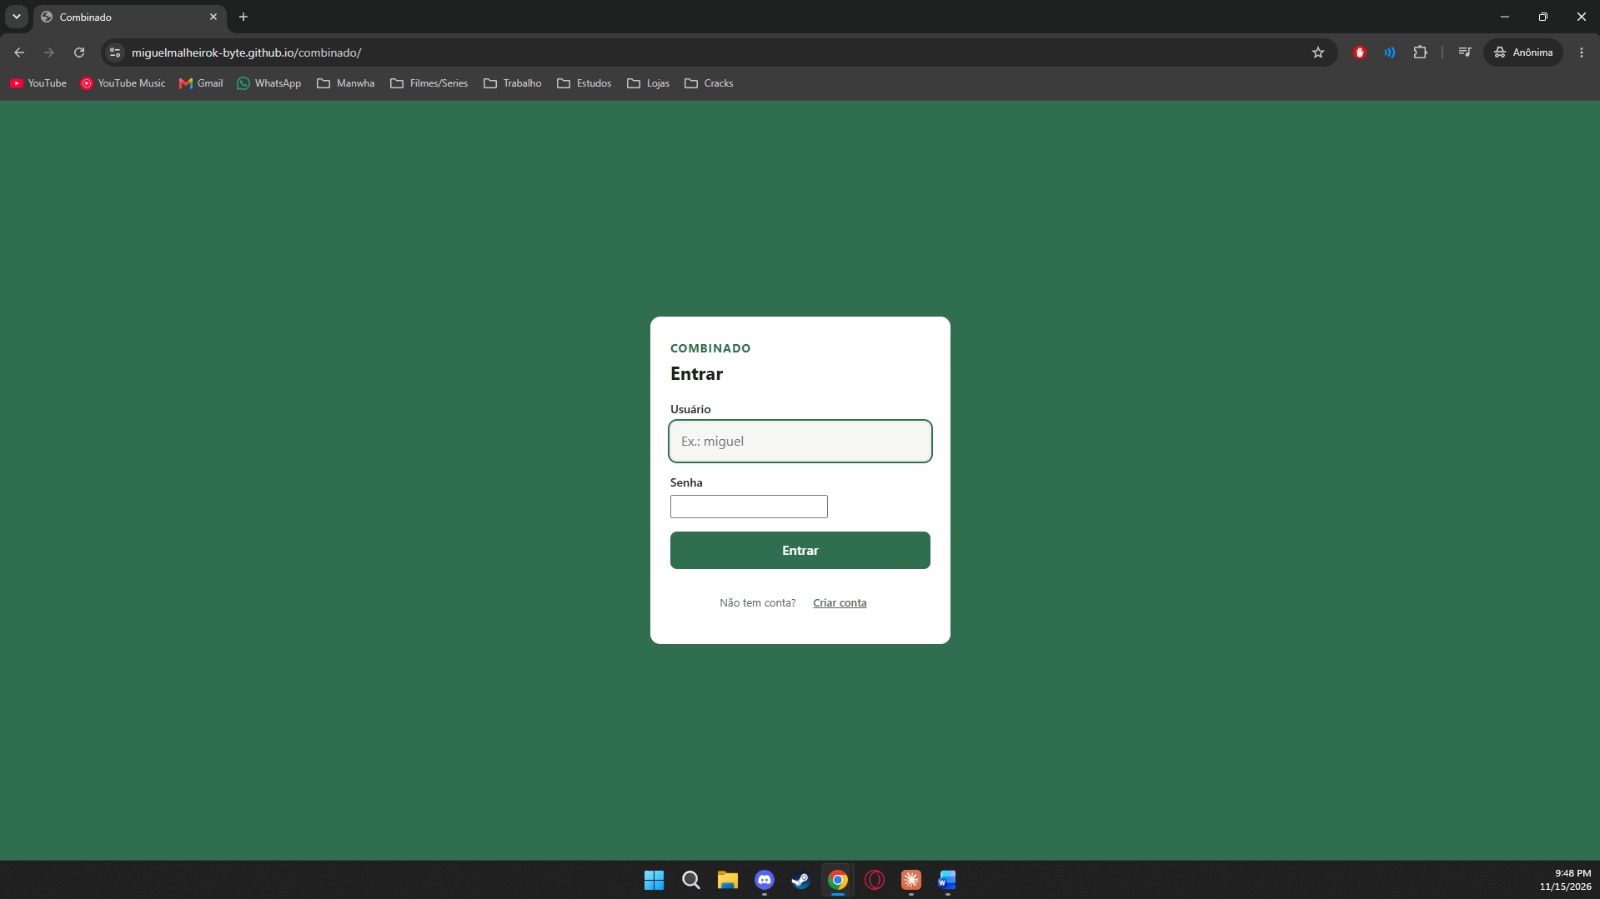 Combinado
miguelmalheirok-byte.github.io/combinado/
Anônima
YouTube YouTube Music Gmail WhatsApp Manwha Filmes/Series Trabalho Estudos Lojas Cracks
COMBINADO
Entrar
Usuário
Ex.: miguel
Senha
Entrar
Não tem conta? Criar conta
9:48 PM
11/15/2026